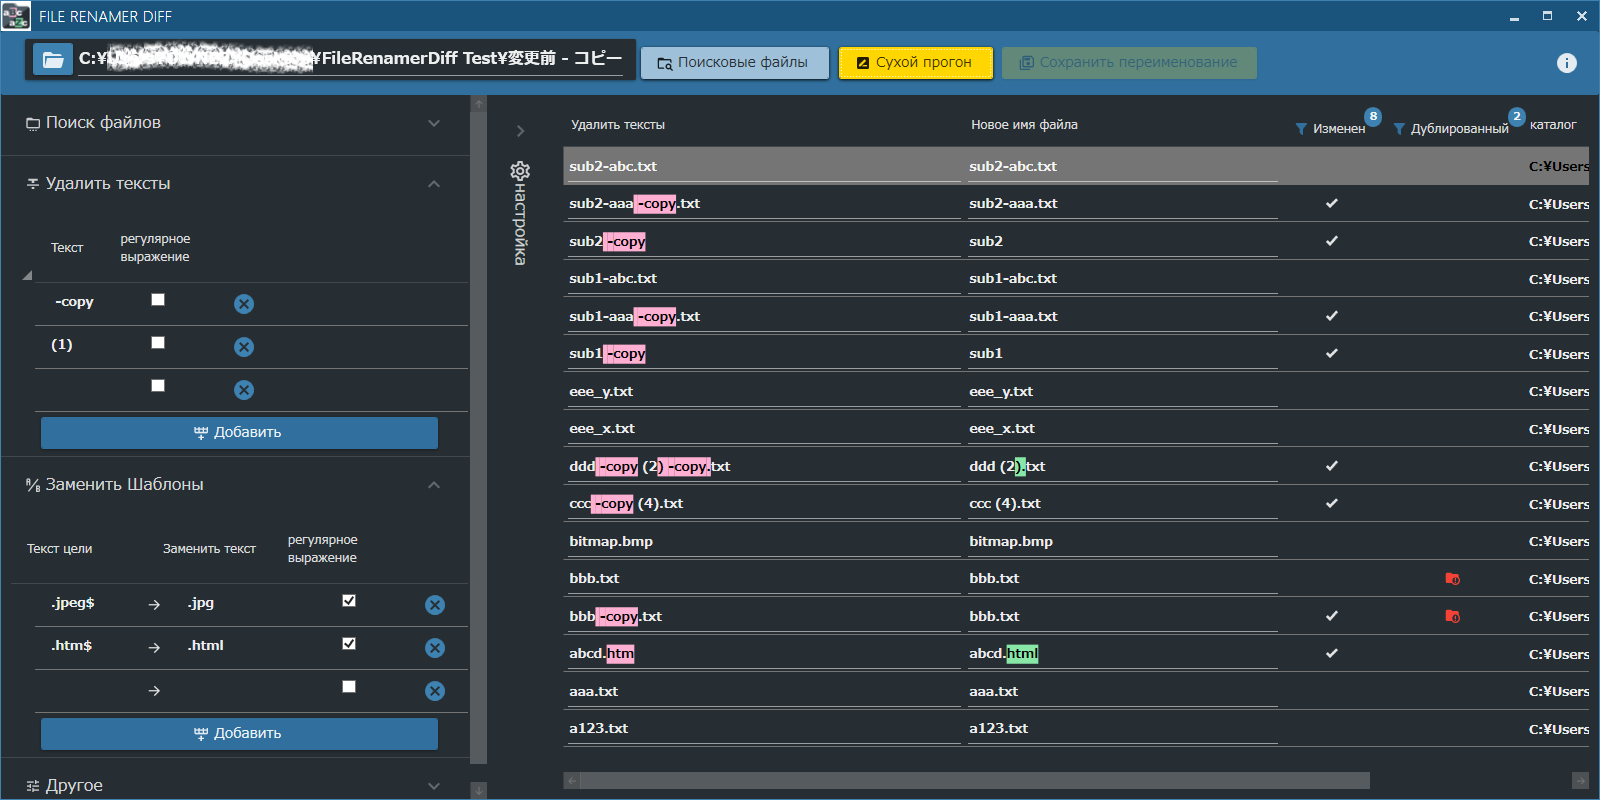 FILE RENAMER DIFF
C:¥ ¥FileRenamerDiff Test¥変更前 - コピー
Поисковые файлы
Сухой прогон
Сохранить переименование
Поиск файлов
Удалить тексты
Текст
регулярное
выражение
-copy
(1)
Добавить
Заменить Шаблоны
Текст цели
Заменить текст
регулярное
выражение
.jpeg$ → .jpg
.htm$ → .html
→
Добавить
Другое
настройка
Удалить тексты Новое имя файла Изменен 8 Дублированный 2 каталог
sub2-abc.txt sub2-abc.txt C:¥Users
sub2-aaa -copy.txt sub2-aaa.txt C:¥Users
sub2 -copy sub2 C:¥Users
sub1-abc.txt sub1-abc.txt C:¥Users
sub1-aaa -copy.txt sub1-aaa.txt C:¥Users
sub1 -copy sub1 C:¥Users
eee_y.txt eee_y.txt C:¥Users
eee_x.txt eee_x.txt C:¥Users
ddd -copy (2) -copy.txt ddd (2).txt C:¥Users
ccc -copy (4).txt ccc (4).txt C:¥Users
bitmap.bmp bitmap.bmp C:¥Users
bbb.txt bbb.txt C:¥Users
bbb -copy.txt bbb.txt C:¥Users
abcd.htm abcd.html C:¥Users
aaa.txt aaa.txt C:¥Users
a123.txt a123.txt C:¥Users